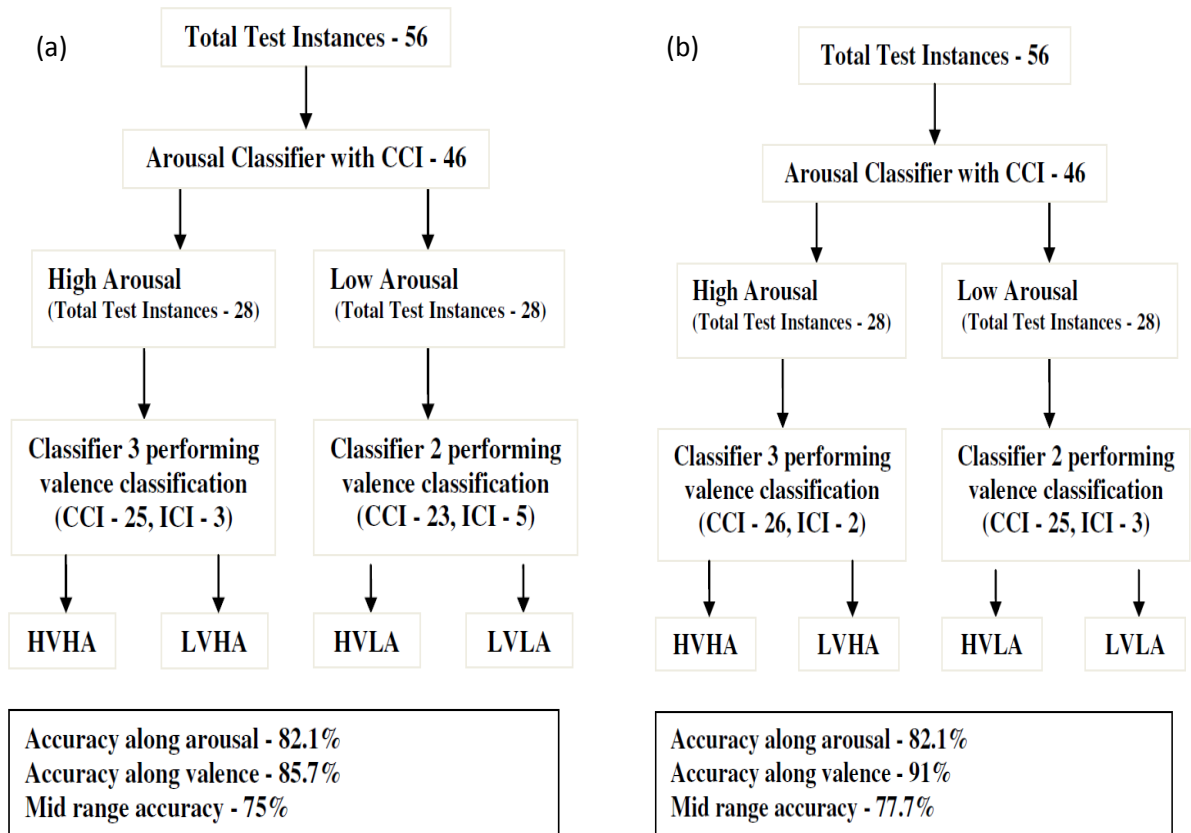 (a)
Total Test Instances - 56
Arousal Classifier with CCI - 46
High Arousal
(Total Test Instances - 28)
Low Arousal
(Total Test Instances - 28)
Classifier 3 performing
valence classification
(CCI - 25, ICI - 3)
Classifier 2 performing
valence classification
(CCI - 23, ICI - 5)
HVHA
LVHA
HVLA
LVLA
Accuracy along arousal - 82.1%
Accuracy along valence - 85.7%
Mid range accuracy - 75%
(b)
Total Test Instances - 56
Arousal Classifier with CCI - 46
High Arousal
(Total Test Instances - 28)
Low Arousal
(Total Test Instances - 28)
Classifier 3 performing
valence classification
(CCI - 26, ICI - 2)
Classifier 2 performing
valence classification
(CCI - 25, ICI - 3)
HVHA
LVHA
HVLA
LVLA
Accuracy along arousal - 82.1%
Accuracy along valence - 91%
Mid range accuracy - 77.7%